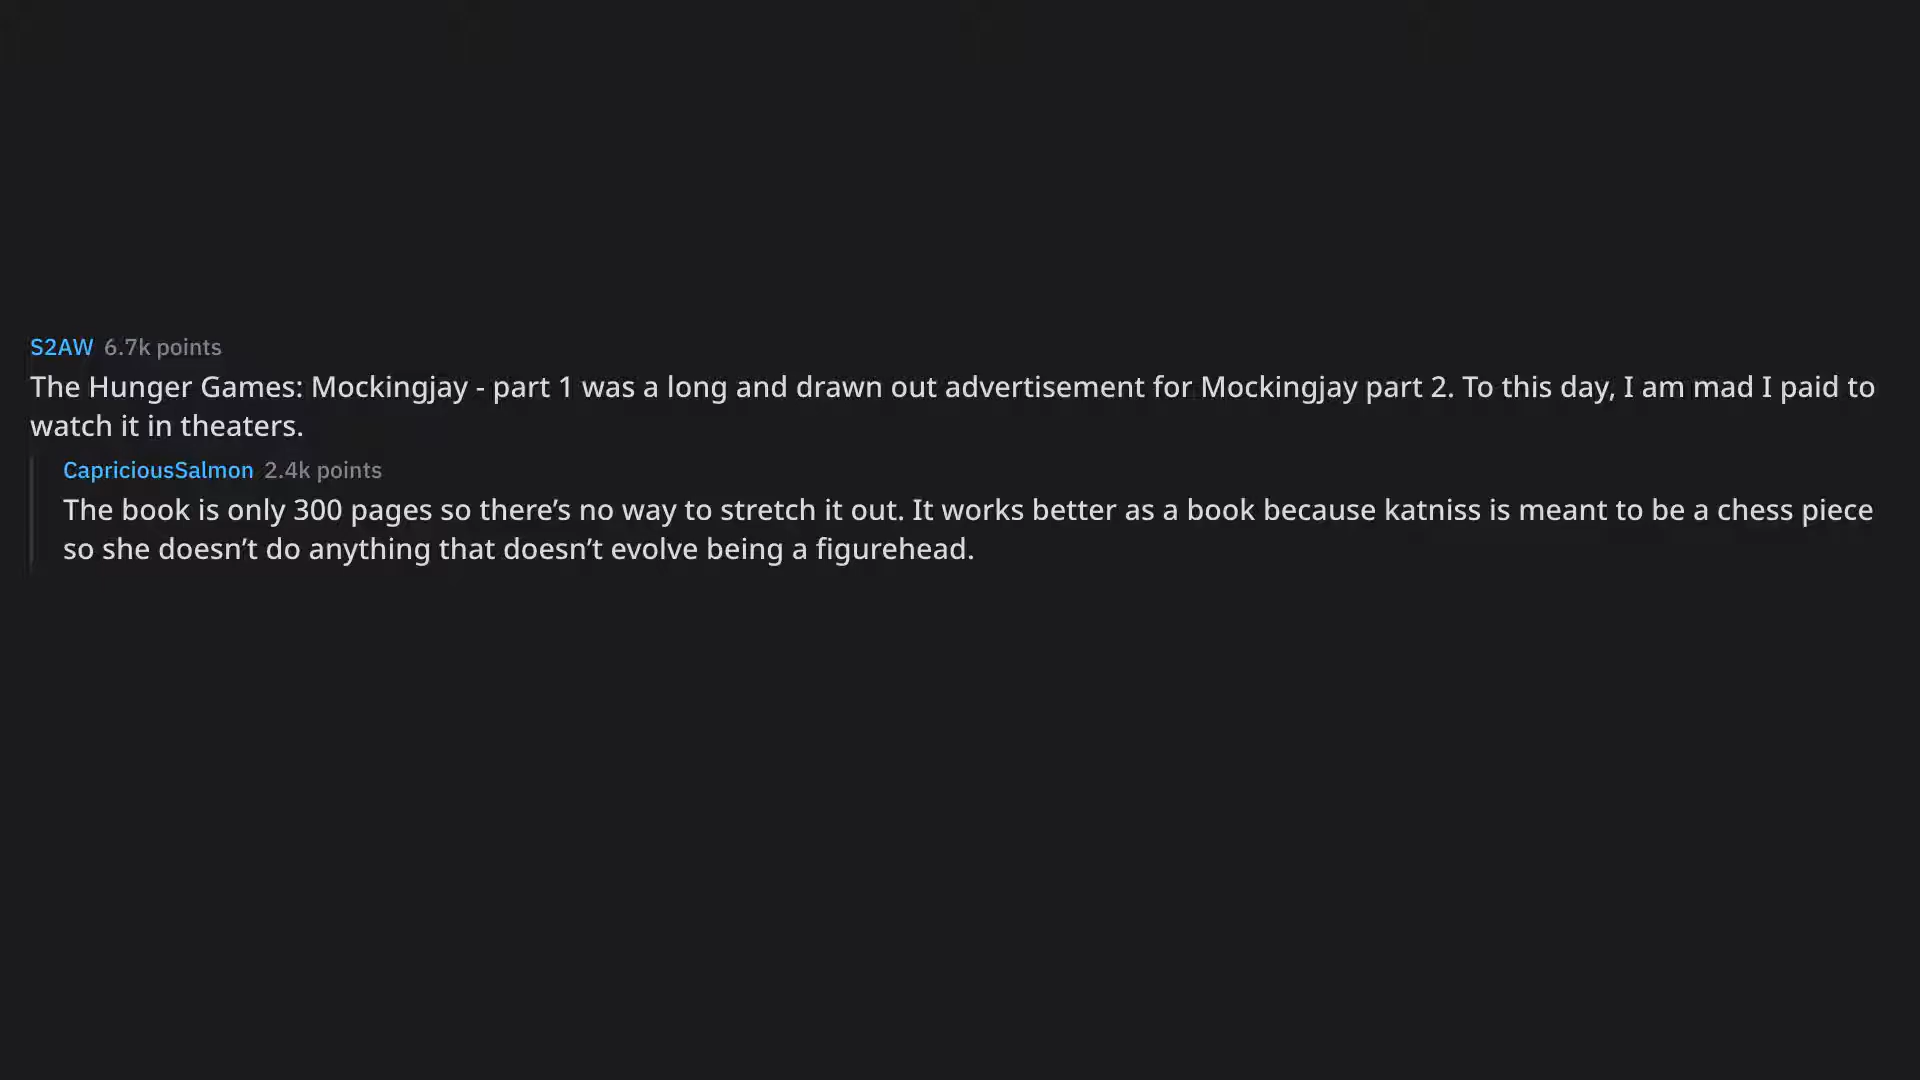 S2AW 6.7k points
The Hunger Games: Mockingjay - part 1 was a long and drawn out advertisement for Mockingjay part 2. To this day, I am mad I paid to
watch it in theaters.
CapriciousSalmon 2.4k points
The book is only 300 pages so there’s no way to stretch it out. It works better as a book because katniss is meant to be a chess piece
so she doesn’t do anything that doesn’t evolve being a figurehead.